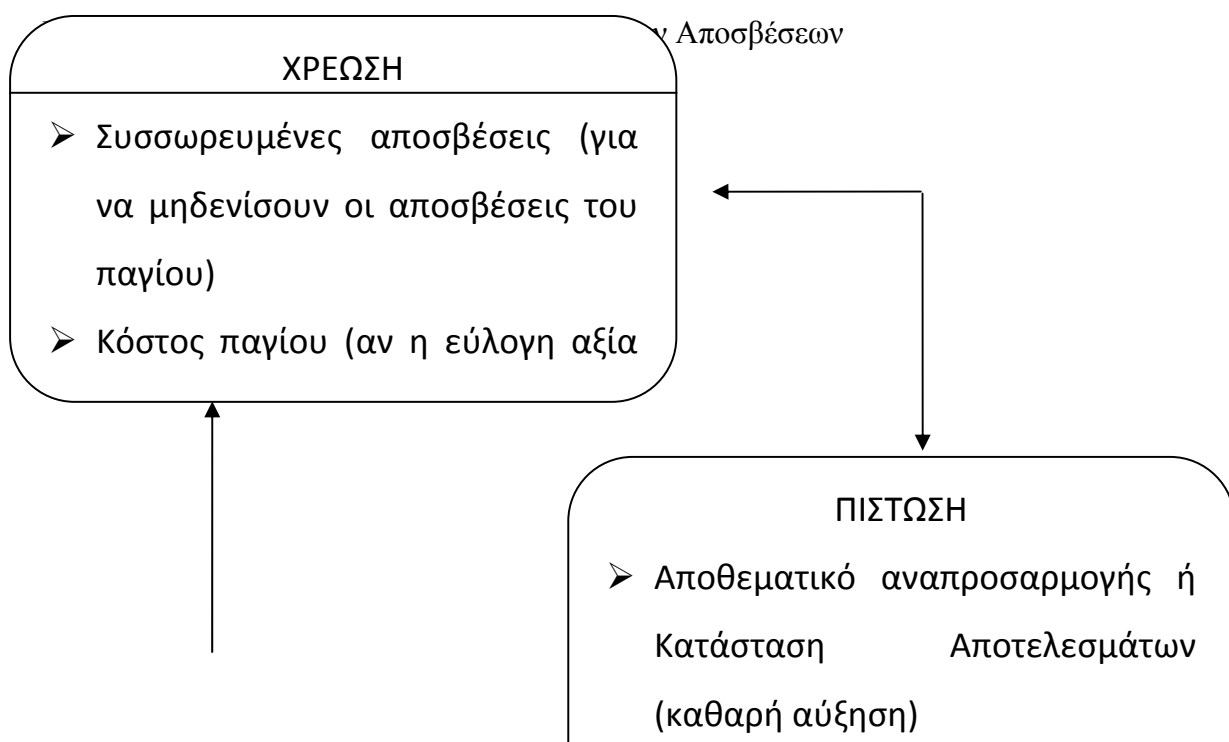 ν Αποσβέσεων
ΧΡΕΩΣΗ
➢ Συσσωρευμένες αποσβέσεις (για
να μηδενίσουν οι αποσβέσεις του
παγίου)
➢ Κόστος παγίου (αν η εύλογη αξία
ΠΙΣΤΩΣΗ
➢ Αποθεματικό αναπροσαρμογής ή
Κατάσταση Αποτελεσμάτων
(καθαρή αύξηση)